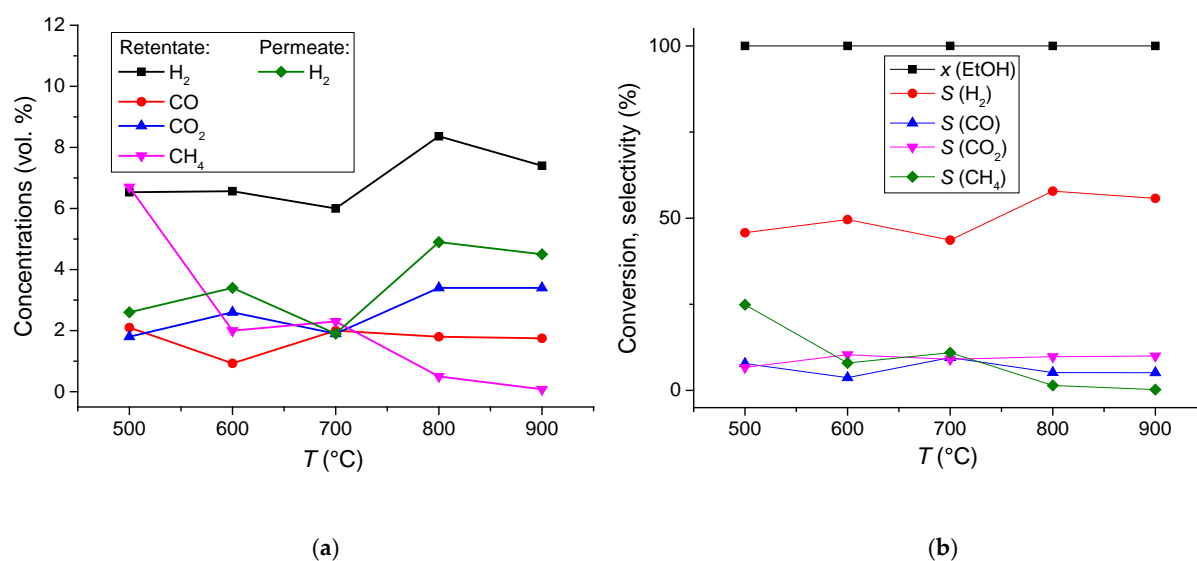 12
10
8
6
4
2
0
Concentrations (vol. %)
Retentate: Permeate:
H₂ H₂
CO
CO₂
CH₄
500 600 700 800 900
T (°C)
(a)
100
50
0
Conversion, selectivity (%)
x (EtOH)
S (H₂)
S (CO)
S (CO₂)
S (CH₄)
500 600 700 800 900
T (°C)
(b)